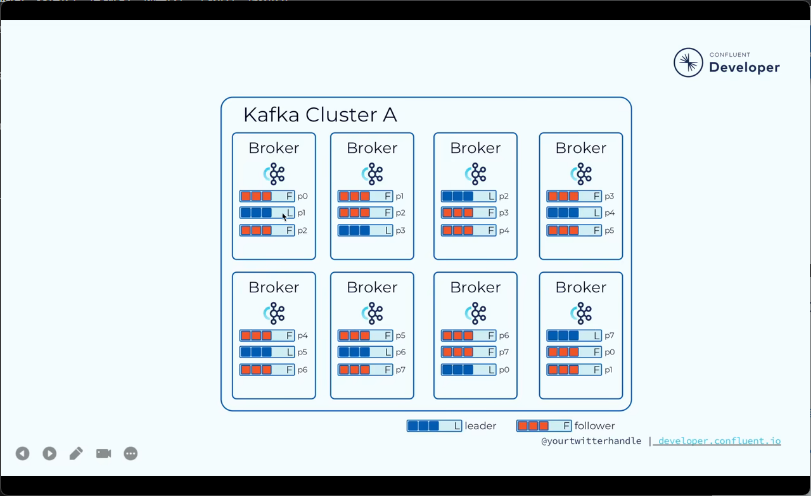 CONFLUENT
Developer
Kafka Cluster A
Broker Broker Broker Broker
F p0 F p1 L p2 F p3
L p1 F p2 F p3 L p4
F p2 L p3 F p4 F p5
Broker Broker Broker Broker
F p4 F p5 F p6 L p7
L p5 L p6 F p7 F p0
F p6 F p7 L p0 F p1
L leader F follower
@yourtwitterhandle | developer.confluent.io